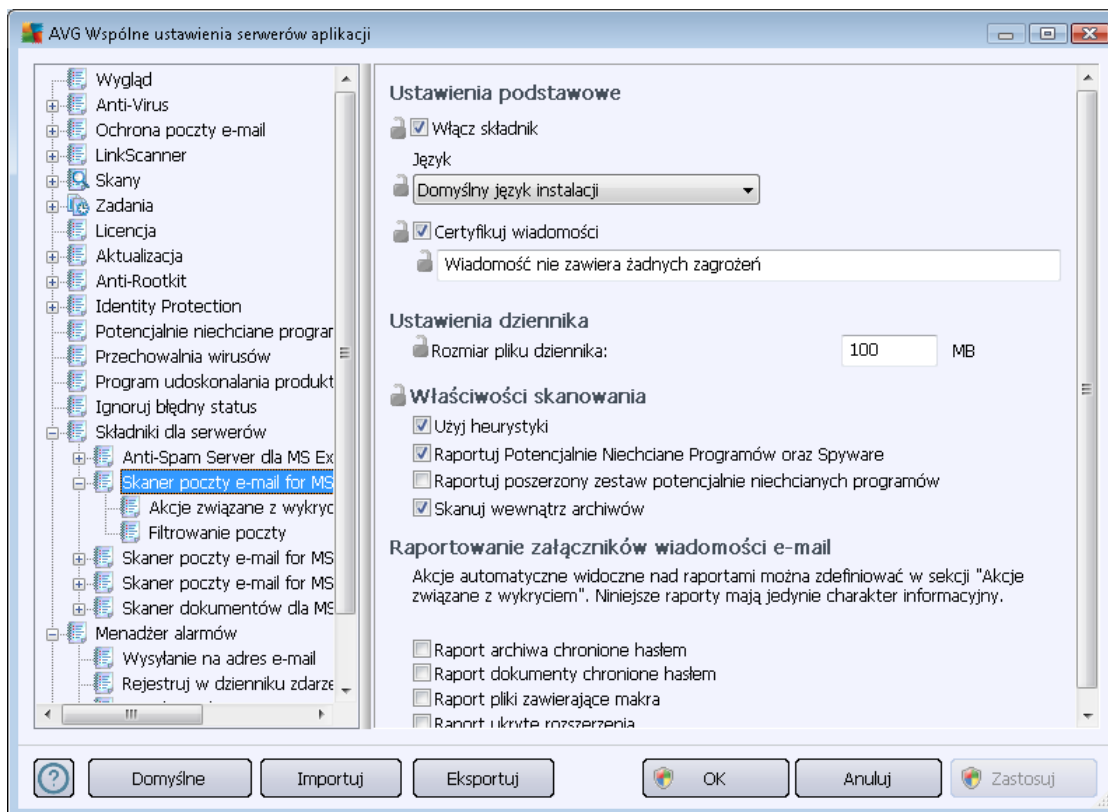 AVG Wspólne ustawienia serwerów aplikacji
Wygląd
Anti-Virus
Ochrona poczty e-mail
LinkScanner
Skany
Zadania
Licencja
Aktualizacja
Anti-Rootkit
Identity Protection
Potencjalnie niechciane prograr
Przechowalnia wirusów
Program udoskonalania produkt
Ignoruj błędny status
Składniki dla serwerów
Anti-Spam Server dla MS Ex
Skaner poczty e-mail for MS
Akcje związane z wykryc
Filtrowanie poczty
Skaner poczty e-mail for MS
Skaner poczty e-mail for MS
Skaner dokumentów dla MS
Menadżer alarmów
Wysyłanie na adres e-mail
Rejestruj w dzienniku zdarze
Ustawienia podstawowe
Włącz składnik
Język
Domyślny język instalacji
Certyfikuj wiadomości
Wiadomość nie zawiera żadnych zagrożeń
Ustawienia dziennika
Rozmiar pliku dziennika: 100 MB
Właściwości skanowania
Użyj heurystyki
Raportuj Potencjalnie Niechciane Programów oraz Spyware
Raportuj poszerzony zestaw potencjalnie niechcianych programów
Skanuj wewnątrz archiwów
Raportowanie załączników wiadomości e-mail
Akcje automatyczne widoczne nad raportami można zdefiniować w sekcji "Akcje
związane z wykryciem". Niniejsze raporty mają jedynie charakter informacyjny.
Raport archiwa chronione hasłem
Raport dokumenty chronione hasłem
Raport pliki zawierające makra
Raport ukryte rozszerzenia
Domyślne Importuj Eksportuj OK Anuluj Zastosuj